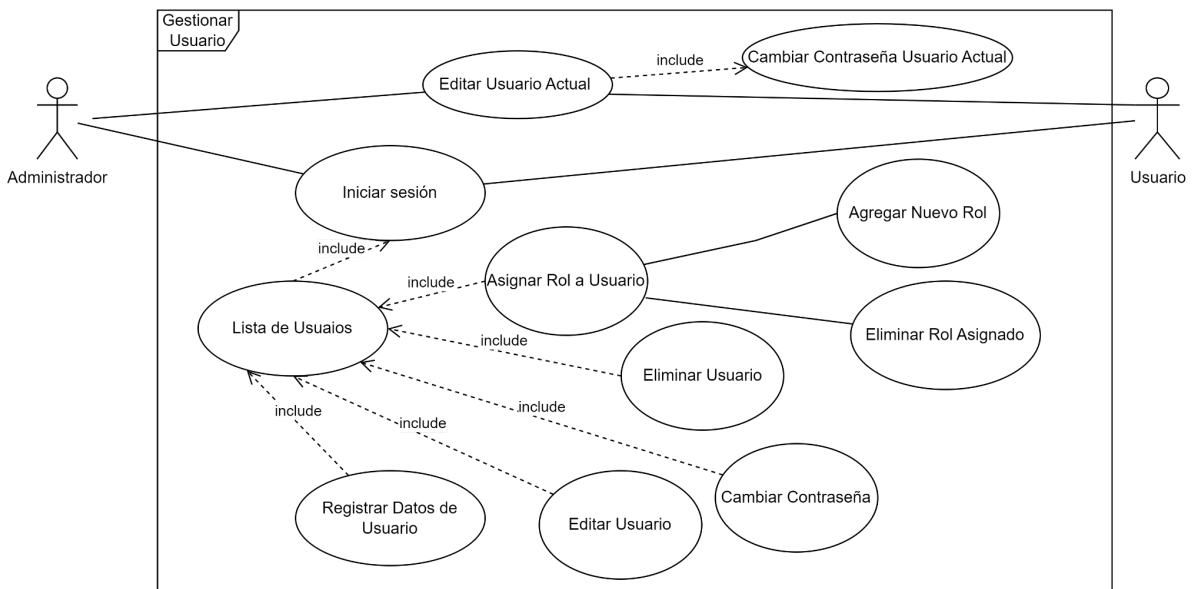 Gestionar
Usuario
Cambiar Contraseña Usuario Actual
include
Editar Usuario Actual
Administrador
Usuario
Iniciar sesión
Agregar Nuevo Rol
include
include
Asignar Rol a Usuario
Lista de Usuaios
Eliminar Rol Asignado
include
Eliminar Usuario
include
include
include
Cambiar Contraseña
Registrar Datos de
Usuario
Editar Usuario